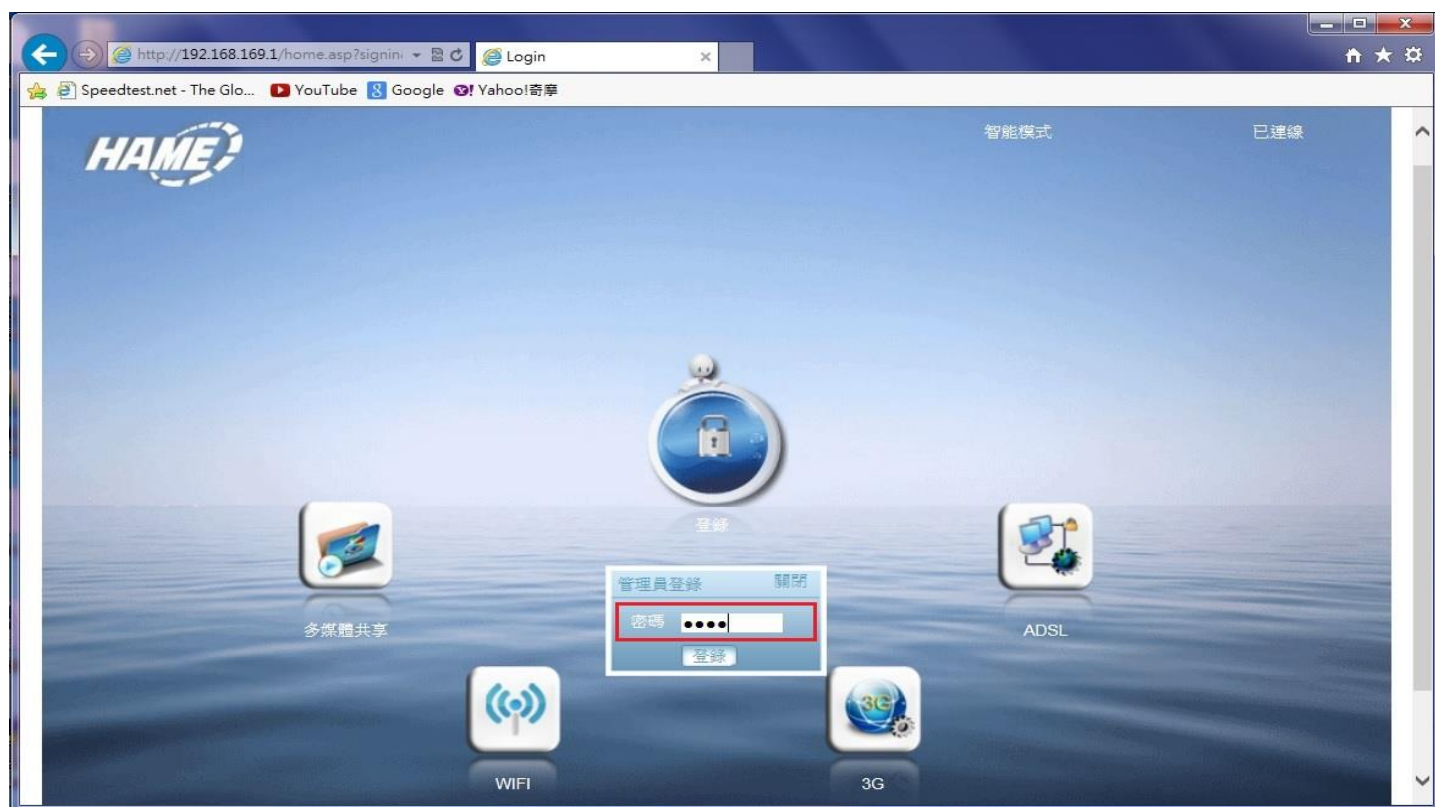 http://192.168.169.1/home.asp?signin
Login
Speedtest.net - The Glo... YouTube Google Yahoo!奇摩
HAME
智能模式 已連線
登錄
管理員登錄 關閉
密碼 ●●●●
登錄
多媒體共享
ADSL
3G
WIFI
3G